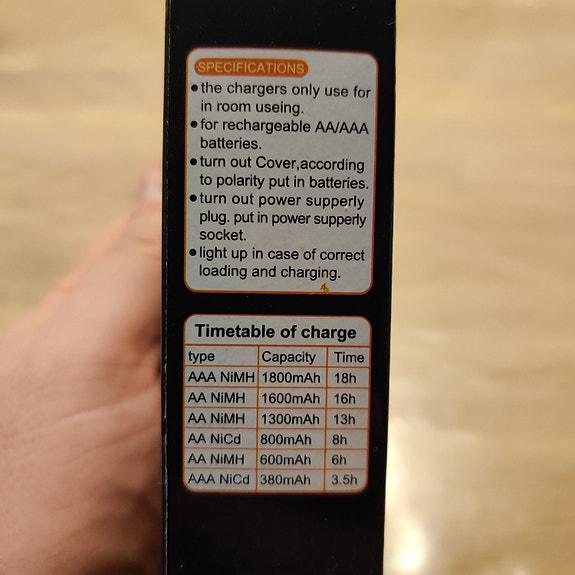 SPECIFICATIONS
●the chargers only use for
in room useing.
●for rechargeable AA/AAA
batteries.
●turn out Cover,according
to polarity put in batteries.
●turn out power supperly
plug. put in power supperly
socket.
●light up in case of correct
loading and charging.
Timetable of charge
type Capacity Time
AAA NiMH 1800mAh 18h
AA NiMH 1600mAh 16h
AA NiMH 1300mAh 13h
AA NiCd 800mAh 8h
AA NiMH 600mAh 6h
AAA NiCd 380mAh 3.5h